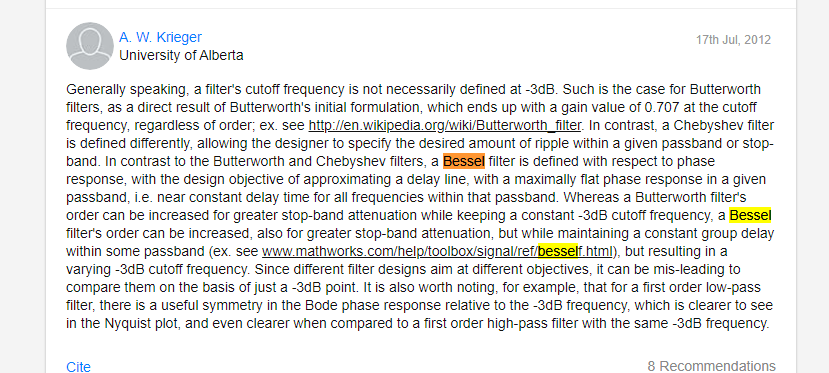 A. W. Krieger
17th Jul, 2012
University of Alberta
Generally speaking, a filter's cutoff frequency is not necessarily defined at -3dB. Such is the case for Butterworth
filters, as a direct result of Butterworth's initial formulation, which ends up with a gain value of 0.707 at the cutoff
frequency, regardless of order; ex. see http://en.wikipedia.org/wiki/Butterworth_filter. In contrast, a Chebyshev filter
is defined differently, allowing the designer to specify the desired amount of ripple within a given passband or stop-
band. In contrast to the Butterworth and Chebyshev filters, a Bessel filter is defined with respect to phase
response, with the design objective of approximating a delay line, with a maximally flat phase response in a given
passband, i.e. near constant delay time for all frequencies within that passband. Whereas a Butterworth filter's
order can be increased for greater stop-band attenuation while keeping a constant -3dB cutoff frequency, a Bessel
filter's order can be increased, also for greater stop-band attenuation, but while maintaining a constant group delay
within some passband (ex. see www.mathworks.com/help/toolbox/signal/ref/besself.html), but resulting in a
varying -3dB cutoff frequency. Since different filter designs aim at different objectives, it can be mis-leading to
compare them on the basis of just a -3dB point. It is also worth noting, for example, that for a first order low-pass
filter, there is a useful symmetry in the Bode phase response relative to the -3dB frequency, which is clearer to see
in the Nyquist plot, and even clearer when compared to a first order high-pass filter with the same -3dB frequency.
Cite
8 Recommendations